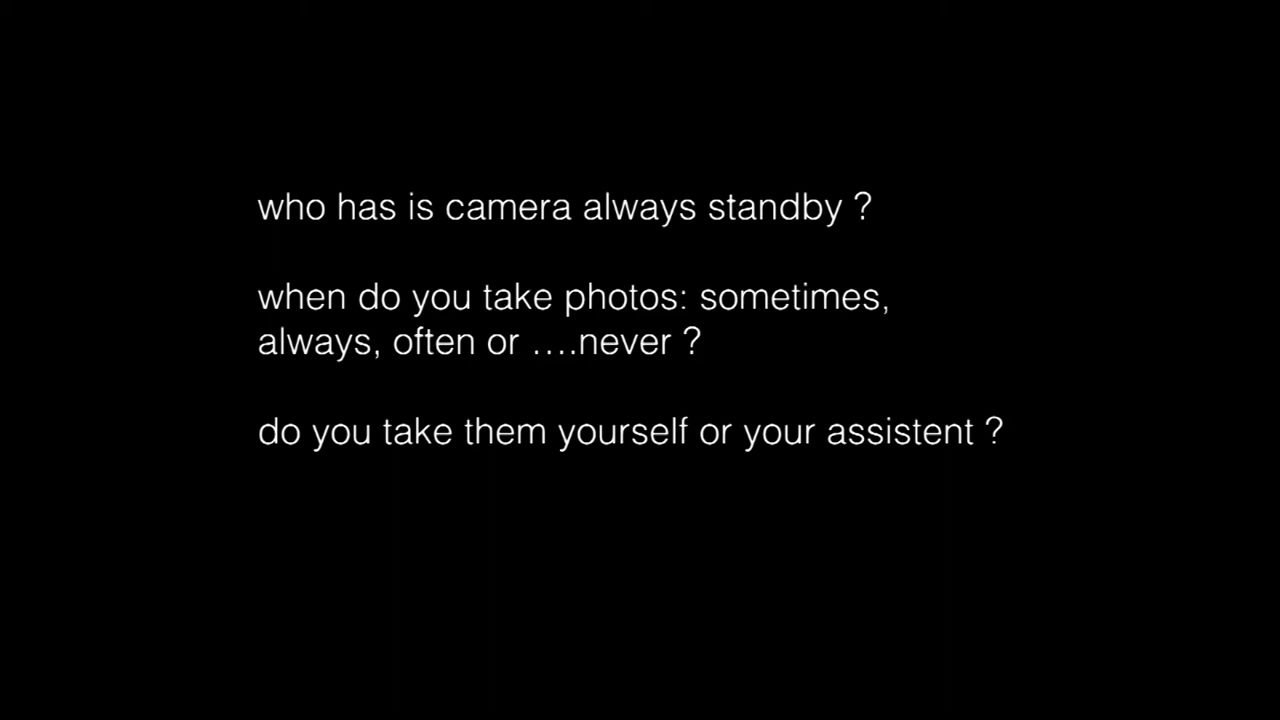 who has is camera always standby ?
when do you take photos: sometimes,
always, often or ….never ?
do you take them yourself or your assistent ?